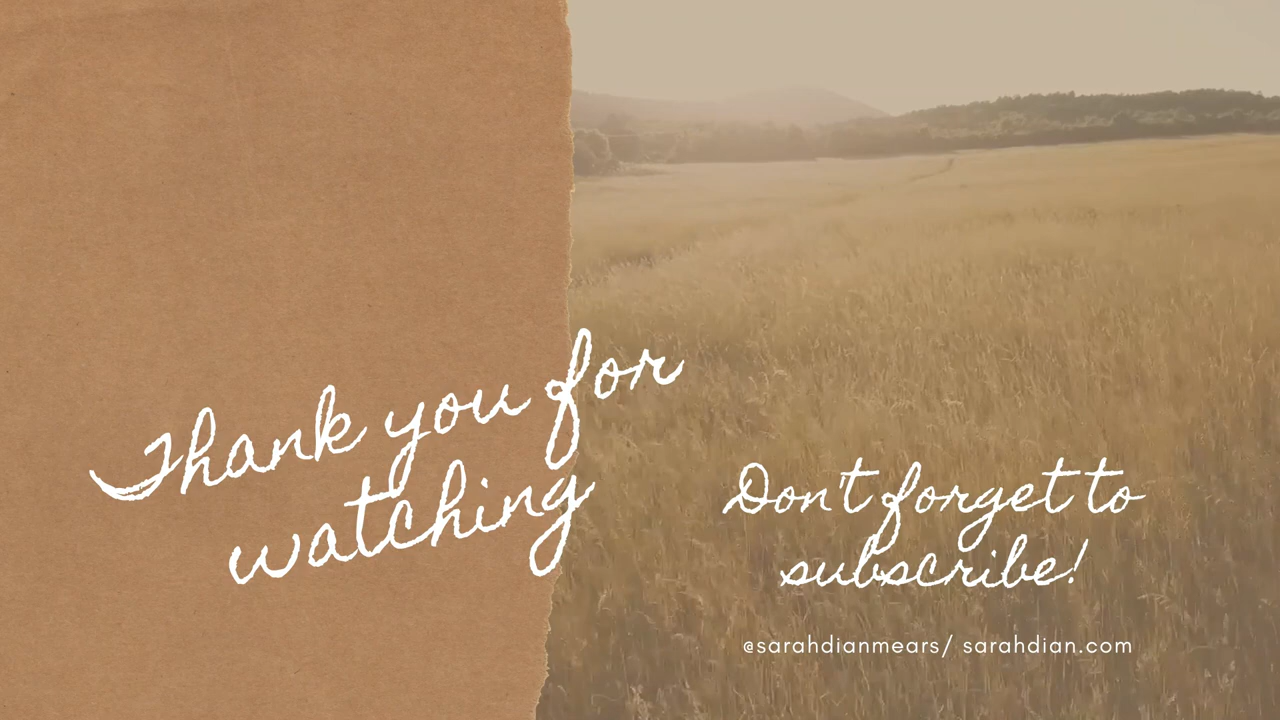 Thank you for
watching
Don't forget to
subscribe!
@sarahdianmears/ sarahdian.com